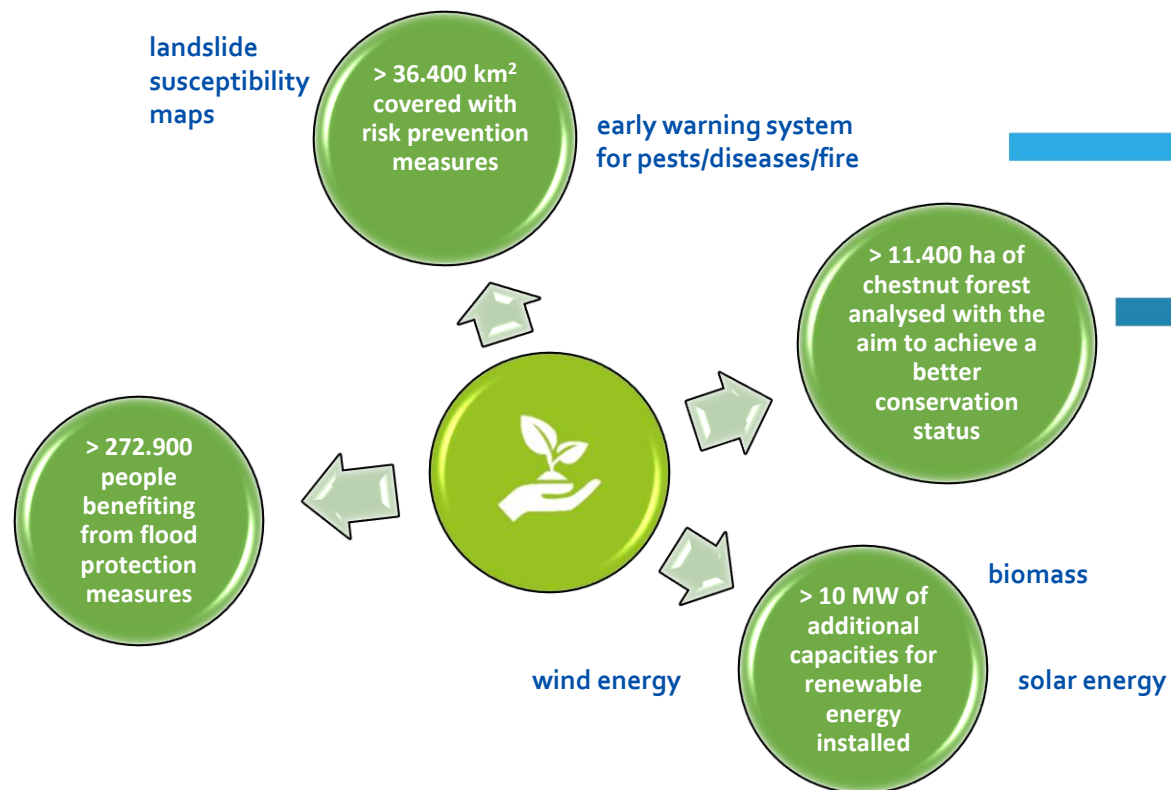 landslide
susceptibility
maps
> 36.400 km²
covered with
risk prevention
measures
early warning system
for pests/diseases/fire
> 11.400 ha of
chestnut forest
analysed with the
aim to achieve a
better
conservation
status
> 272.900
people
benefiting
from flood
protection
measures
> 10 MW of
additional
capacities for
renewable
energy
installed
biomass
wind energy
solar energy